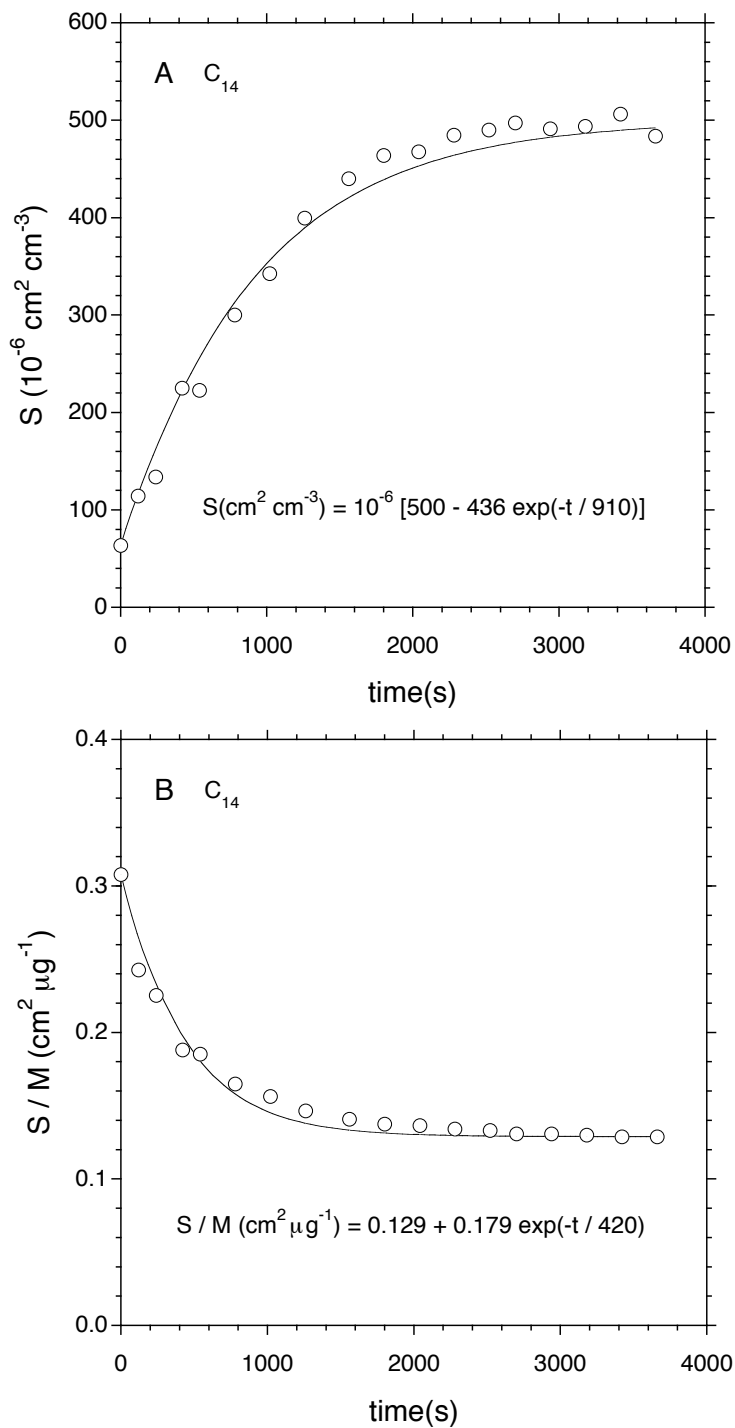 600
A C14
500
400
300
200
100
0
S (10-6 cm2 cm-3)
S(cm2 cm-3) = 10-6 [500 - 436 exp(-t / 910)]
0 1000 2000 3000 4000
time(s)
0.4
B C14
0.3
0.2
0.1
0.0
S / M (cm2 μg-1)
S / M (cm2 μg-1) = 0.129 + 0.179 exp(-t / 420)
0 1000 2000 3000 4000
time(s)